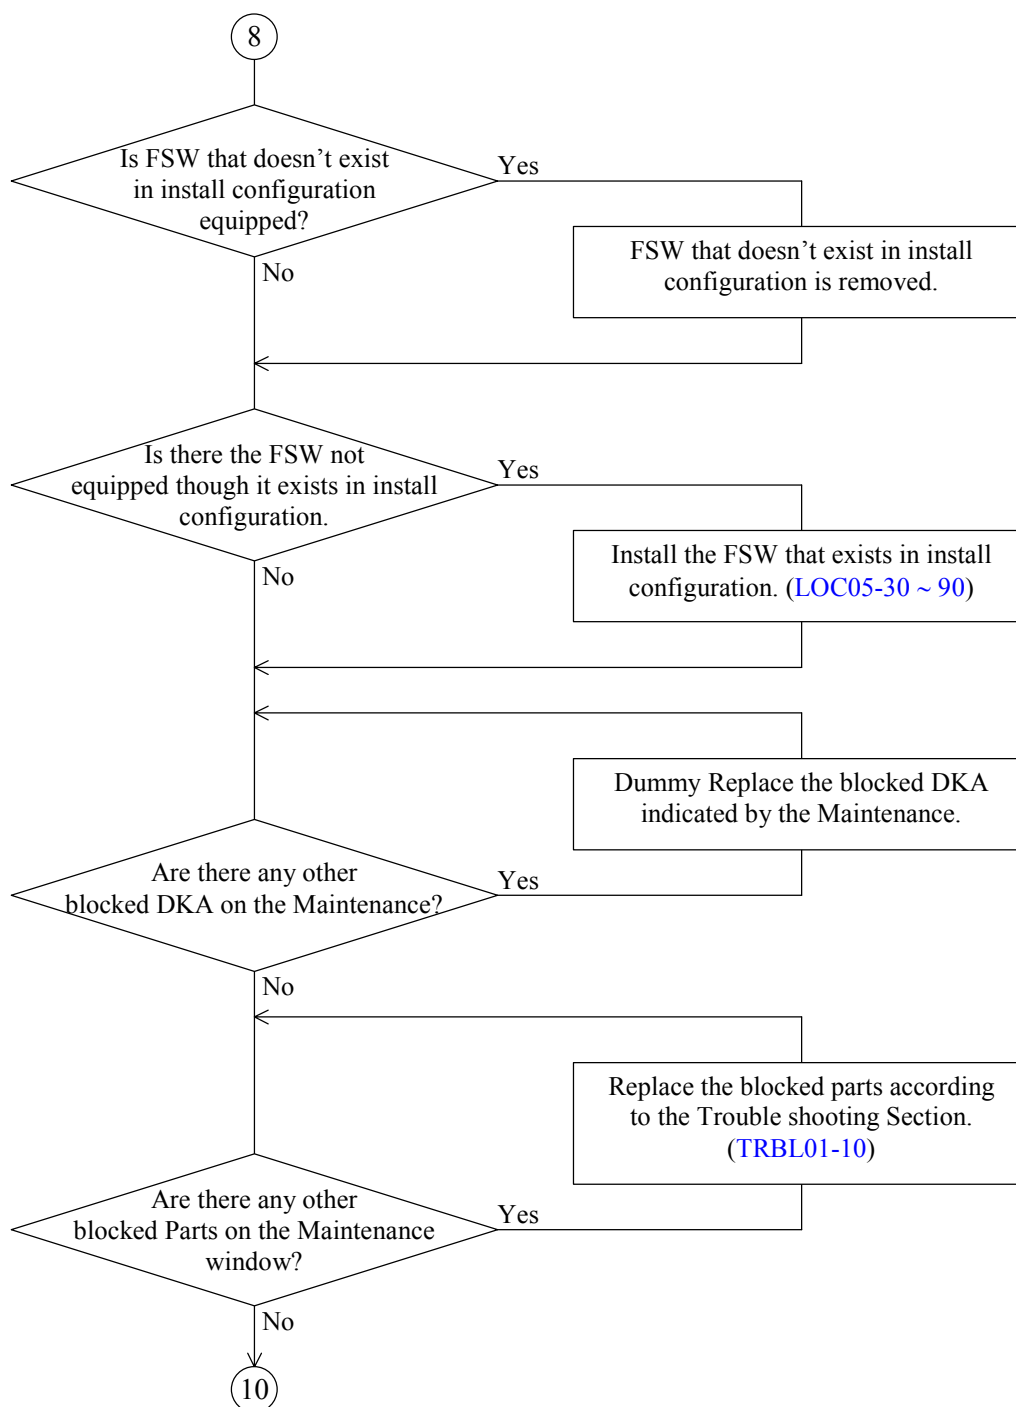 8
Is FSW that doesn’t exist
in install configuration
equipped?
Yes
FSW that doesn’t exist in install
configuration is removed.
No
Is there the FSW not
equipped though it exists in install
configuration.
Yes
Install the FSW that exists in install
configuration. (LOC05-30 ~ 90)
No
Dummy Replace the blocked DKA
indicated by the Maintenance.
Are there any other
blocked DKA on the Maintenance?
Yes
No
Replace the blocked parts according
to the Trouble shooting Section.
(TRBL01-10)
Are there any other
blocked Parts on the Maintenance
window?
Yes
No
10